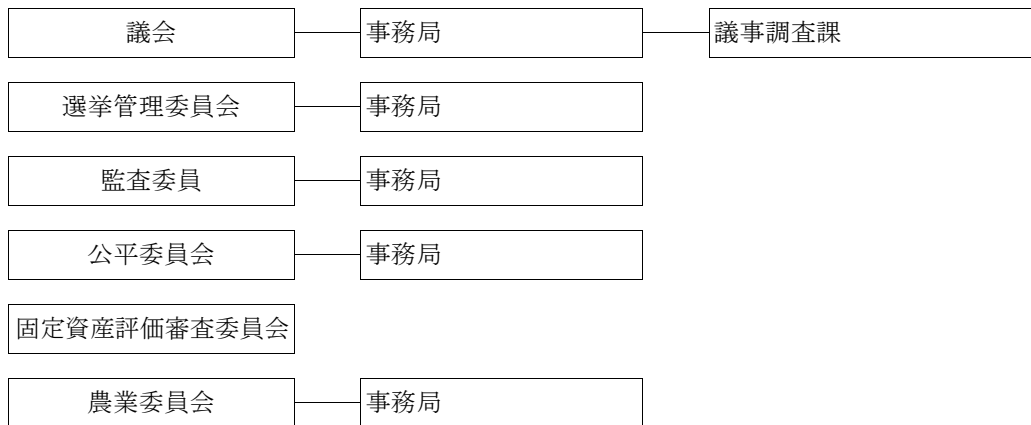 議会 事務局 議事調査課
選挙管理委員会 事務局
監査委員 事務局
公平委員会 事務局
固定資産評価審査委員会
農業委員会 事務局